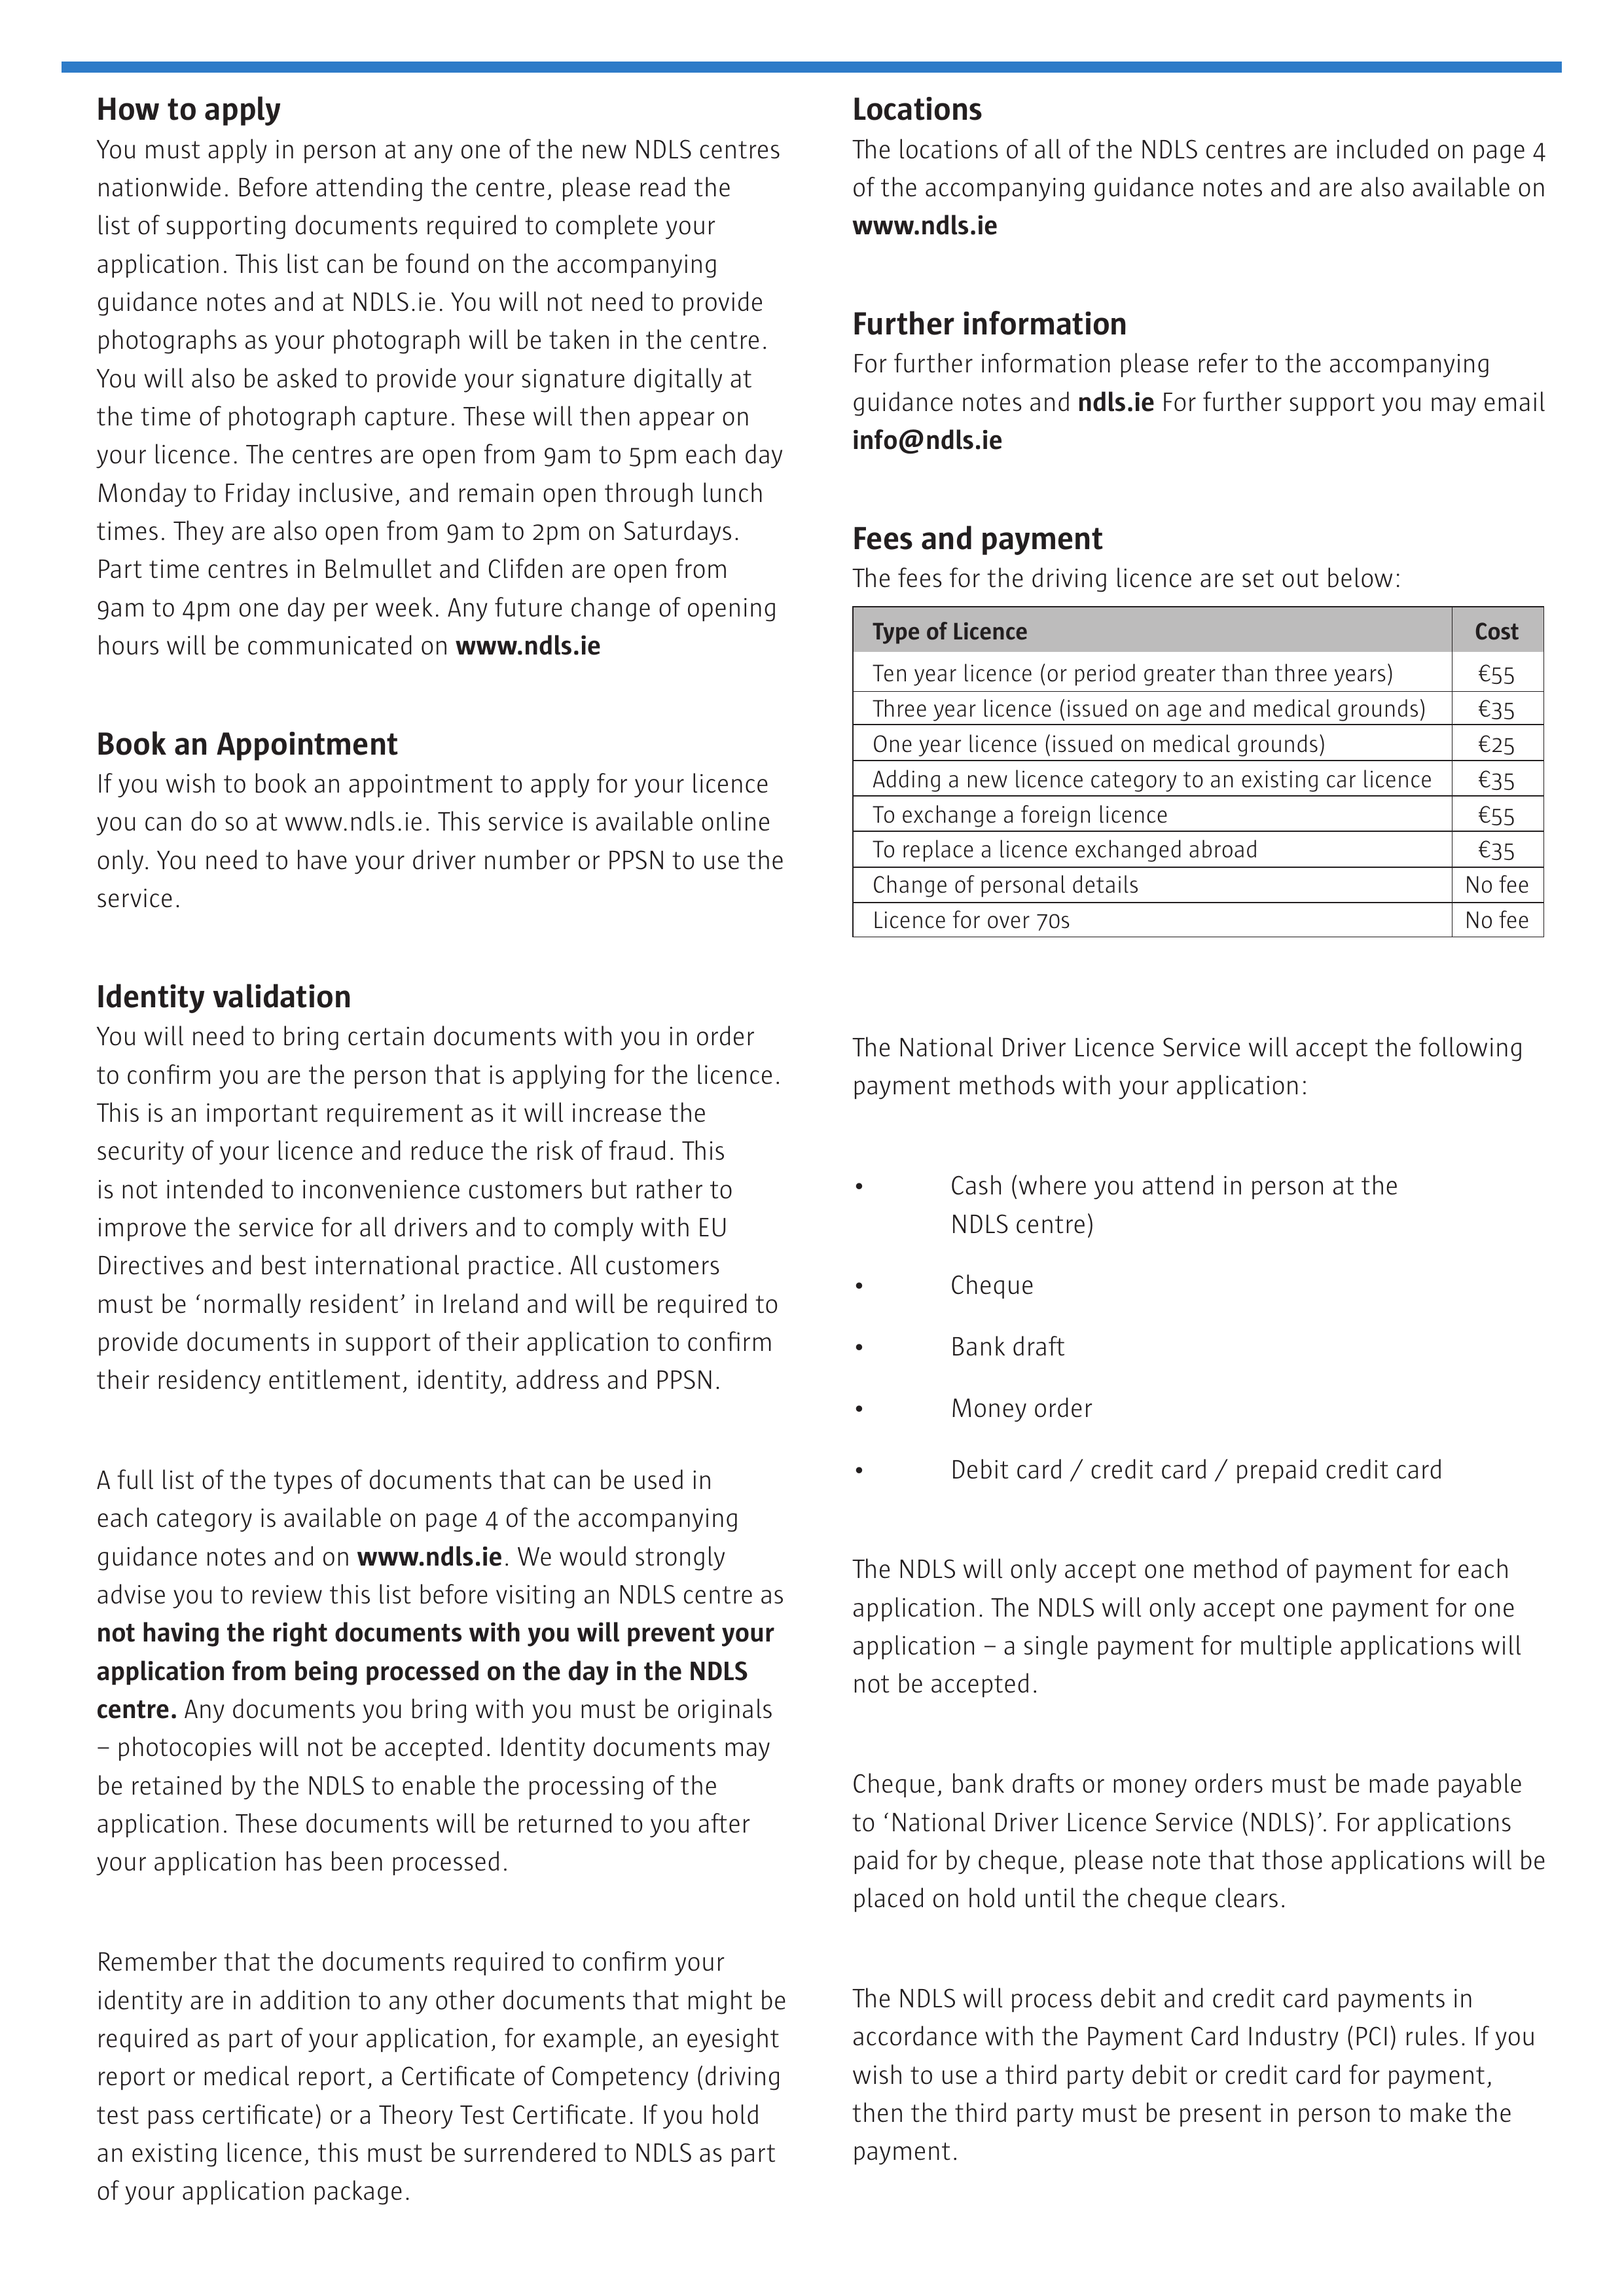 How to apply
You must apply in person at any one of the new NDLS centres
nationwide. Before attending the centre, please read the
list of supporting documents required to complete your
application. This list can be found on the accompanying
guidance notes and at NDLS.ie. You will not need to provide
photographs as your photograph will be taken in the centre.
You will also be asked to provide your signature digitally at
the time of photograph capture. These will then appear on
your licence. The centres are open from 9am to 5pm each day
Monday to Friday inclusive, and remain open through lunch
times. They are also open from 9am to 2pm on Saturdays.
Part time centres in Belmullet and Clifden are open from
9am to 4pm one day per week. Any future change of opening
hours will be communicated on www.ndls.ie
Book an Appointment
If you wish to book an appointment to apply for your licence
you can do so at www.ndls.ie. This service is available online
only. You need to have your driver number or PPSN to use the
service.
Identity validation
You will need to bring certain documents with you in order
to confirm you are the person that is applying for the licence.
This is an important requirement as it will increase the
security of your licence and reduce the risk of fraud. This
is not intended to inconvenience customers but rather to
improve the service for all drivers and to comply with EU
Directives and best international practice. All customers
must be ‘normally resident’ in Ireland and will be required to
provide documents in support of their application to confirm
their residency entitlement, identity, address and PPSN.
A full list of the types of documents that can be used in
each category is available on page 4 of the accompanying
guidance notes and on www.ndls.ie. We would strongly
advise you to review this list before visiting an NDLS centre as
not having the right documents with you will prevent your
application from being processed on the day in the NDLS
centre. Any documents you bring with you must be originals
– photocopies will not be accepted. Identity documents may
be retained by the NDLS to enable the processing of the
application. These documents will be returned to you after
your application has been processed.
Remember that the documents required to confirm your
identity are in addition to any other documents that might be
required as part of your application, for example, an eyesight
report or medical report, a Certificate of Competency (driving
test pass certificate) or a Theory Test Certificate. If you hold
an existing licence, this must be surrendered to NDLS as part
of your application package.
Locations
The locations of all of the NDLS centres are included on page 4
of the accompanying guidance notes and are also available on
www.ndls.ie
Further information
For further information please refer to the accompanying
guidance notes and ndls.ie For further support you may email
info@ndls.ie
Fees and payment
The fees for the driving licence are set out below:
Type of Licence Cost
Ten year licence (or period greater than three years) €55
Three year licence (issued on age and medical grounds) €35
One year licence (issued on medical grounds) €25
Adding a new licence category to an existing car licence €35
To exchange a foreign licence €55
To replace a licence exchanged abroad €35
Change of personal details No fee
Licence for over 70s No fee
The National Driver Licence Service will accept the following
payment methods with your application:
• Cash (where you attend in person at the
NDLS centre)
• Cheque
• Bank draft
• Money order
• Debit card / credit card / prepaid credit card
The NDLS will only accept one method of payment for each
application. The NDLS will only accept one payment for one
application – a single payment for multiple applications will
not be accepted.
Cheque, bank drafts or money orders must be made payable
to ‘National Driver Licence Service (NDLS)’. For applications
paid for by cheque, please note that those applications will be
placed on hold until the cheque clears.
The NDLS will process debit and credit card payments in
accordance with the Payment Card Industry (PCI) rules. If you
wish to use a third party debit or credit card for payment,
then the third party must be present in person to make the
payment.